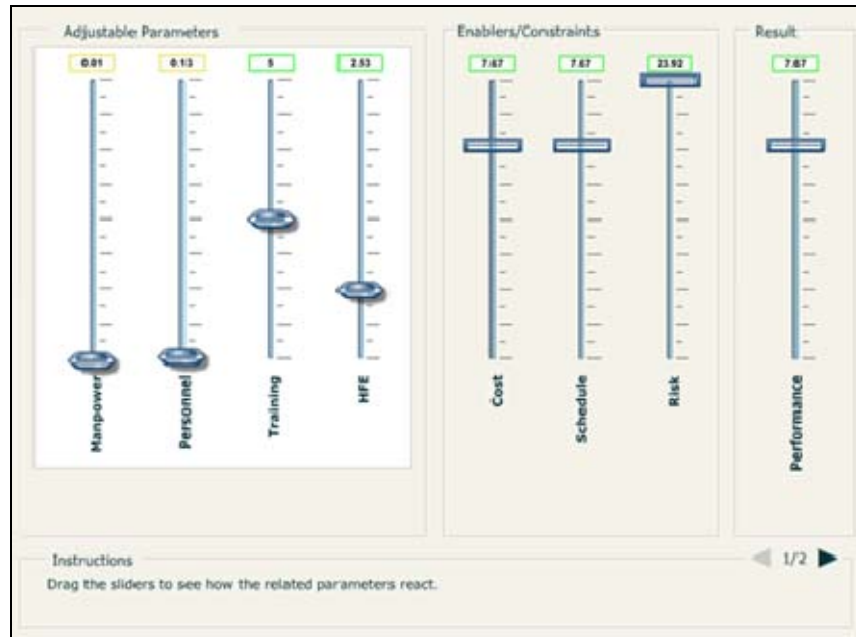 Adjustable Parameters
0.01
0.13
5
2.53
Manpower
Personnel
Training
HFE
Enablers/Constraints
7.67
7.67
23.92
Cost
Schedule
Risk
Result
7.67
Performance
Instructions
1/2
Drag the sliders to see how the related parameters react.